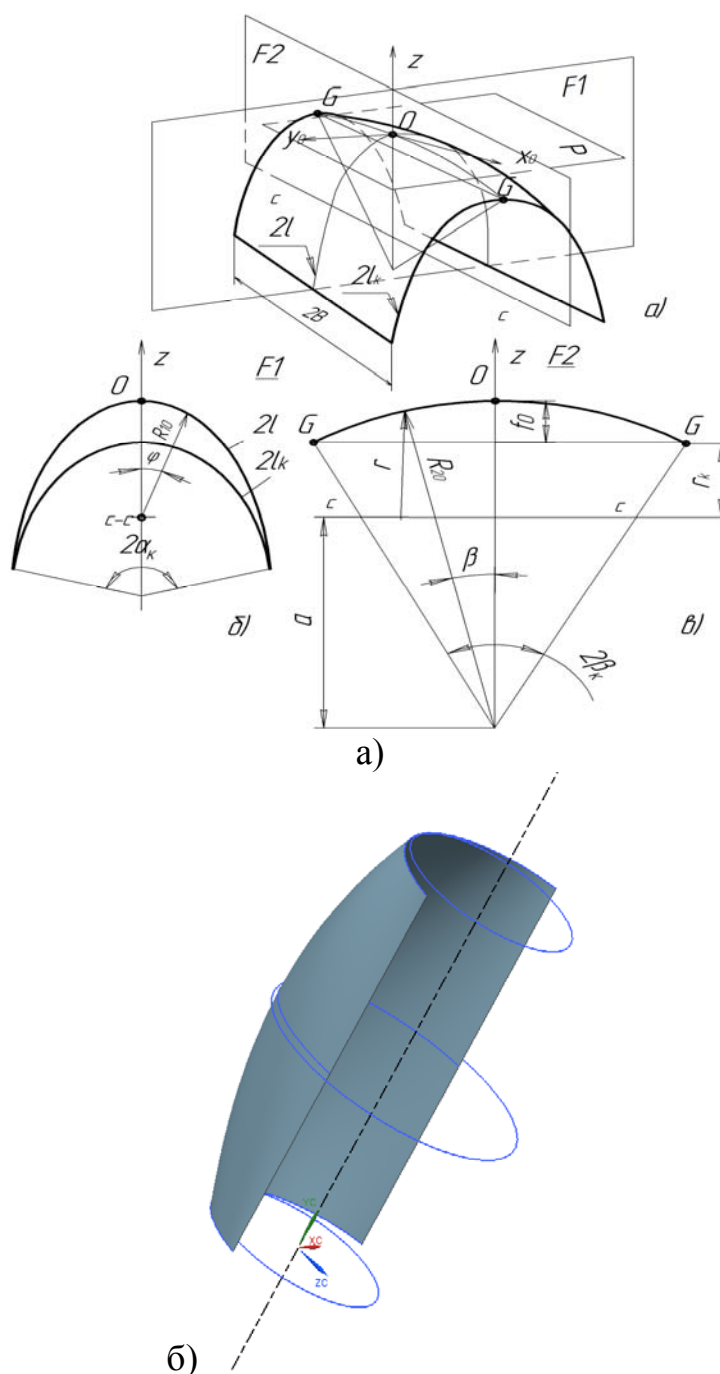 z
F2
F1
G
O
y₀
x₀
P
G
c
2l
2lₖ
2B
c
а)
z
F1
O
R₁₀
2l
2lₖ
φ
c-c
2αₖ
б)
z
F2
O
G
G
f₀
r
R₂₀
rₖ
c
c
β
a
2βₖ
в)
а)
YC
XC
ZC
б)